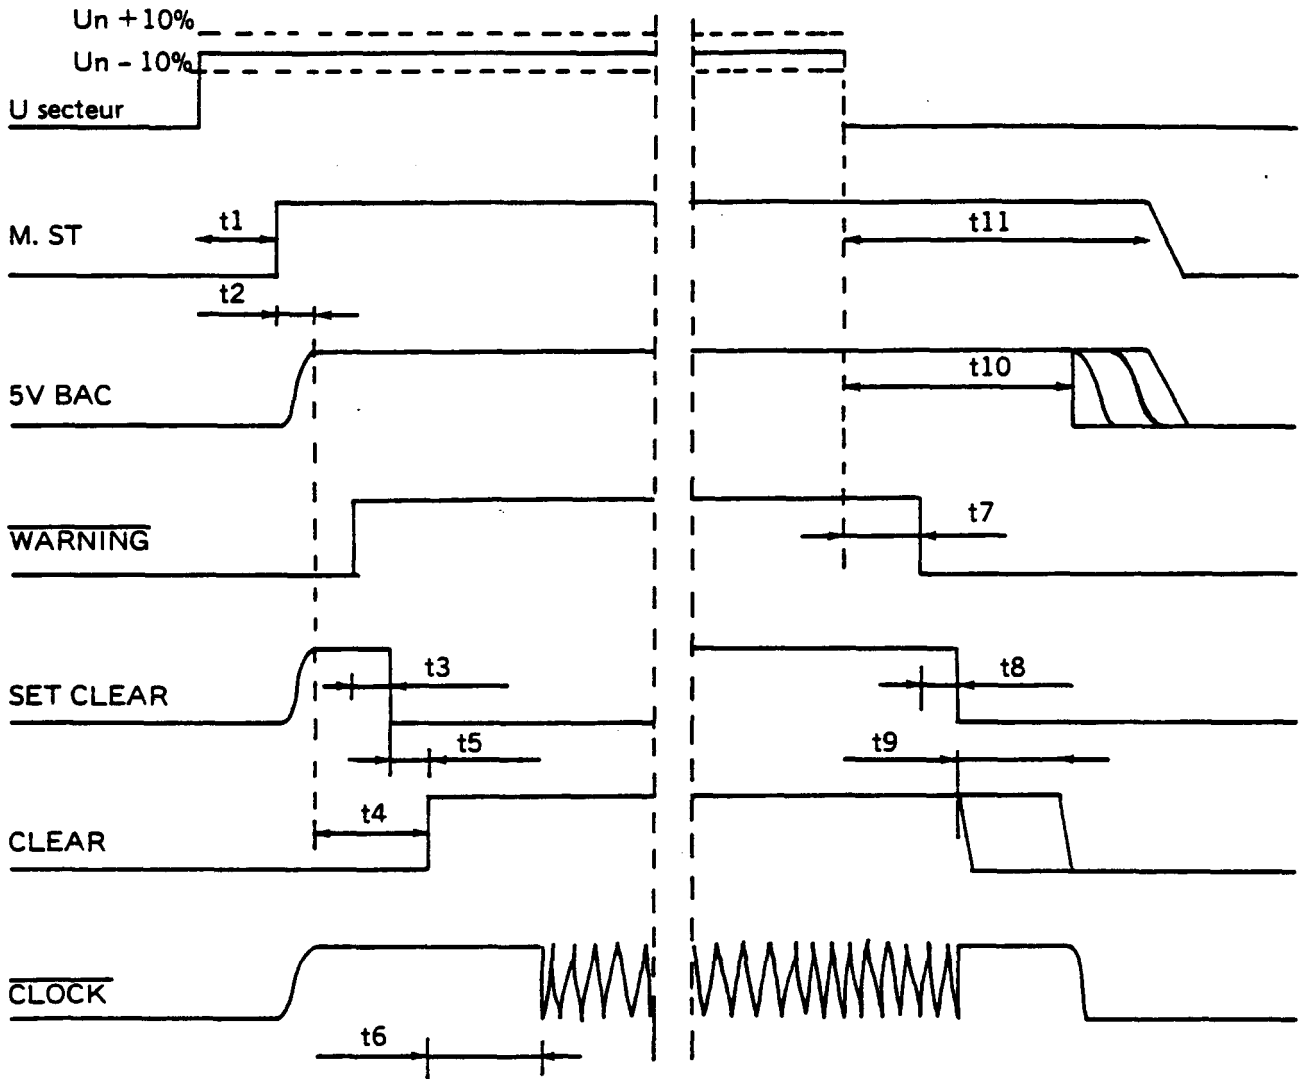 Un +10%
Un – 10%
U secteur
t1
t11
M. ST
t2
t10
5V BAC
t7
WARNING
t3
t8
SET CLEAR
t5
t9
t4
CLEAR
CLOCK
t6